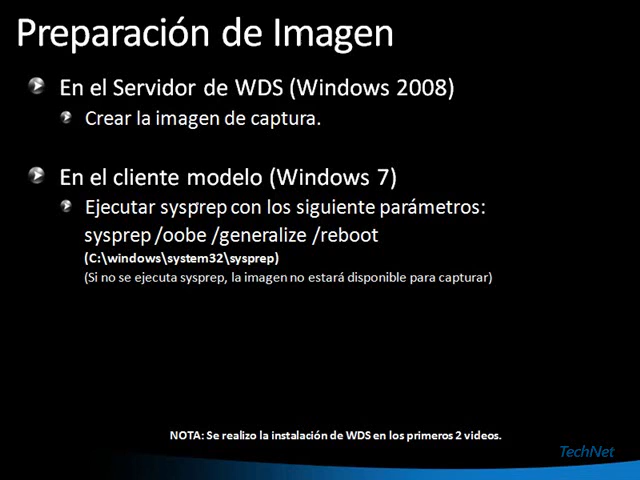 Preparación de Imagen
En el Servidor de WDS (Windows 2008)
Crear la imagen de captura.
En el cliente modelo (Windows 7)
Ejecutar sysprep con los siguiente parámetros:
sysprep /oobe /generalize /reboot
(C:\windows\system32\sysprep)
(Si no se ejecuta sysprep, la imagen no estará disponible para capturar)
NOTA: Se realizo la instalación de WDS en los primeros 2 videos.
TechNet